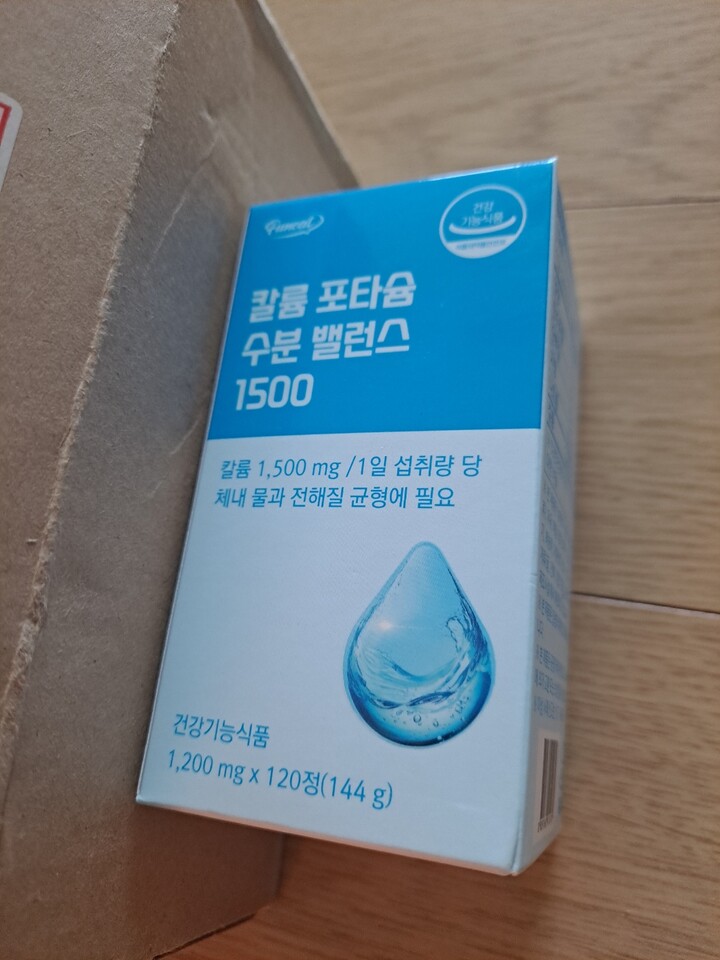 건강
기능식품
칼륨 포타슘
수분 밸런스
1500
칼륨 1,500 mg /1일 섭취량 당
체내 물과 전해질 균형에 필요
건강기능식품
1,200 mg x 120정(144 g)